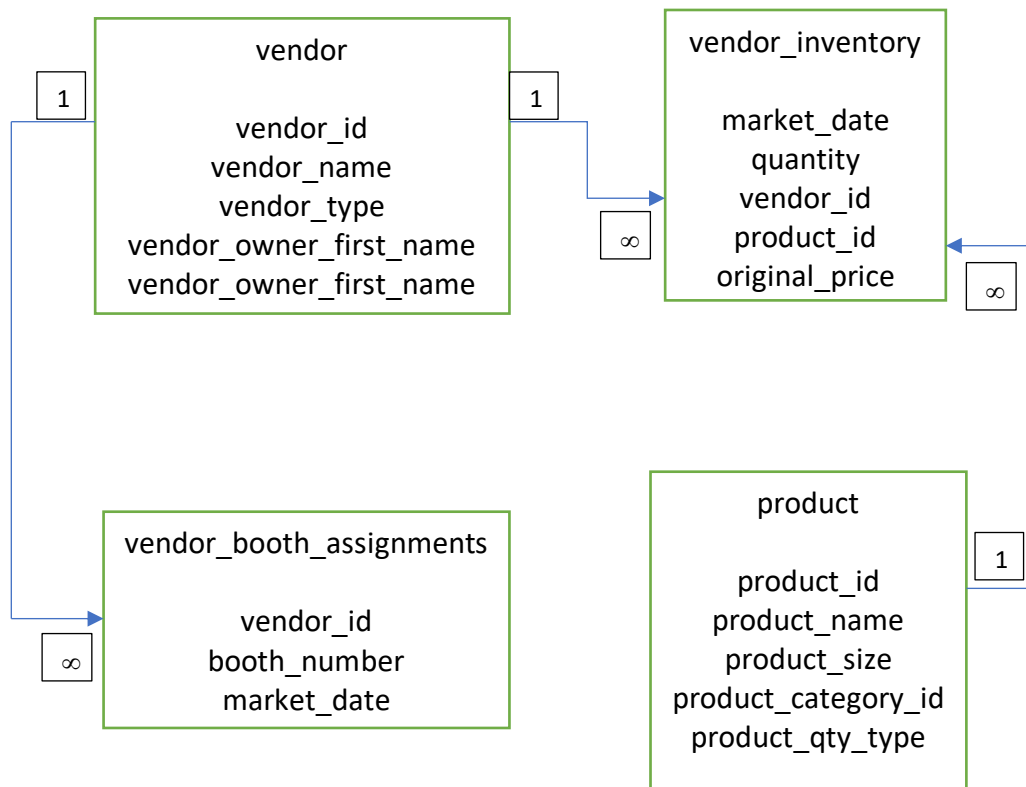 vendor
1
1
vendor_id
vendor_name
vendor_type
vendor_owner_first_name
vendor_owner_first_name
vendor_inventory
market_date
quantity
vendor_id
product_id
original_price
∞
∞
vendor_booth_assignments
vendor_id
booth_number
market_date
∞
product
1
product_id
product_name
product_size
product_category_id
product_qty_type